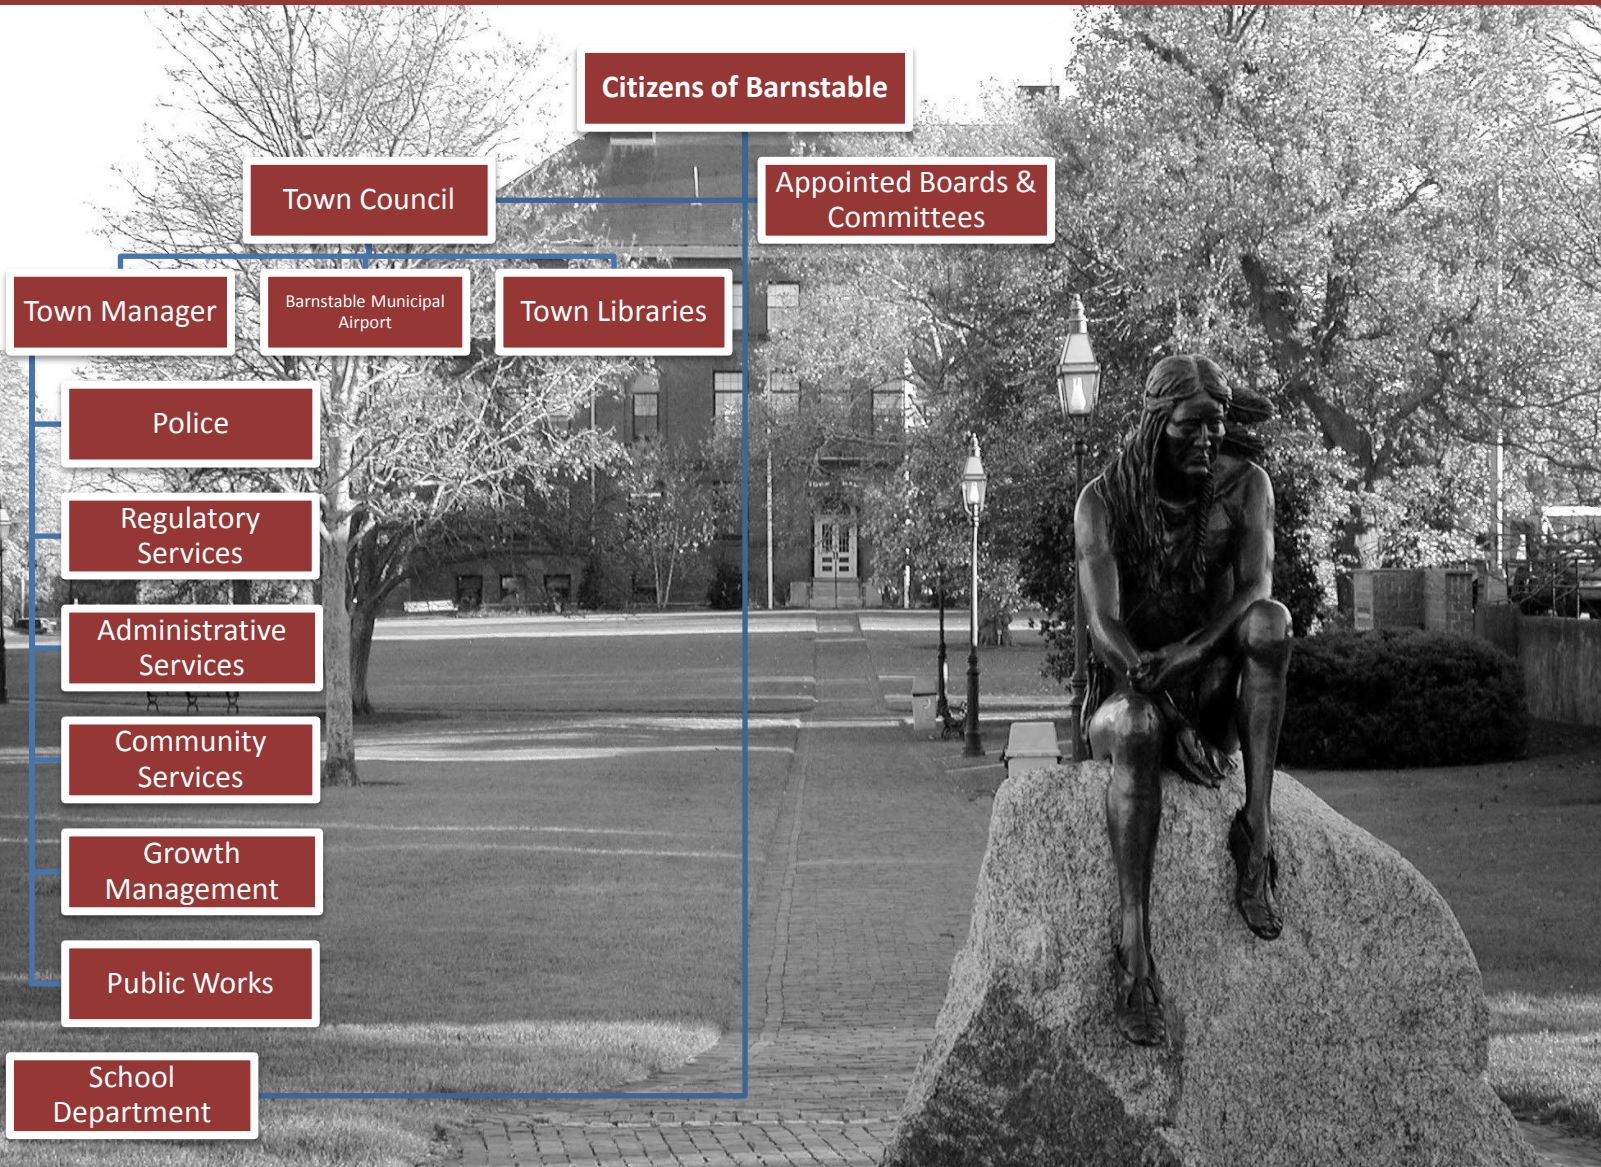 Citizens of Barnstable
Town Council
Appointed Boards &
Committees
Town Manager
Barnstable Municipal
Airport
Town Libraries
Police
Regulatory
Services
Administrative
Services
Community
Services
Growth
Management
Public Works
School
Department